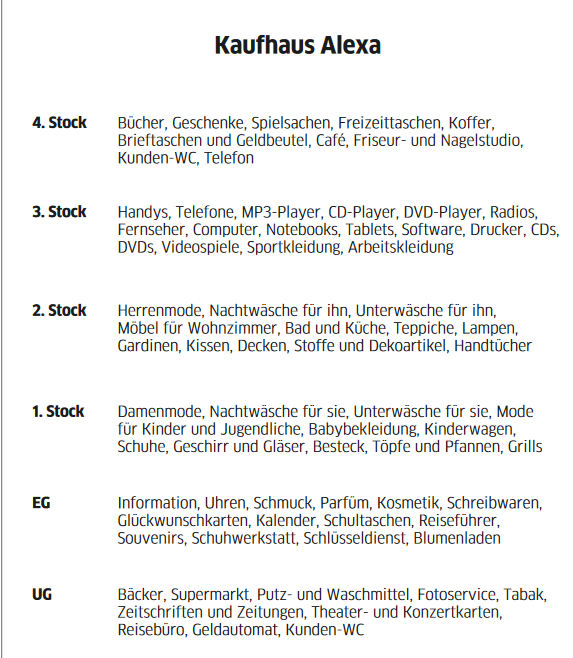 Kaufhaus Alexa
4. Stock Bücher, Geschenke, Spielsachen, Freizeittaschen, Koffer,
Brieftaschen und Geldbeutel, Café, Friseur- und Nagelstudio,
Kunden-WC, Telefon
3. Stock Handys, Telefone, MP3-Player, CD-Player, DVD-Player, Radios,
Fernseher, Computer, Notebooks, Tablets, Software, Drucker, CDs,
DVDs, Videospiele, Sportkleidung, Arbeitskleidung
2. Stock Herrenmode, Nachtwäsche für ihn, Unterwäsche für ihn,
Möbel für Wohnzimmer, Bad und Küche, Teppiche, Lampen,
Gardinen, Kissen, Decken, Stoffe und Dekoartikel, Handtücher
1. Stock Damenmode, Nachtwäsche für sie, Unterwäsche für sie, Mode
für Kinder und Jugendliche, Babybekleidung, Kinderwagen,
Schuhe, Geschirr und Gläser, Besteck, Töpfe und Pfannen, Grills
EG Information, Uhren, Schmuck, Parfüm, Kosmetik, Schreibwaren,
Glückwunschkarten, Kalender, Schultaschen, Reiseführer,
Souvenirs, Schuhwerkstatt, Schlüsseldienst, Blumenladen
UG Bäcker, Supermarkt, Putz- und Waschmittel, Fotoservice, Tabak,
Zeitschriften und Zeitungen, Theater- und Konzertkarten,
Reisebüro, Geldautomat, Kunden-WC